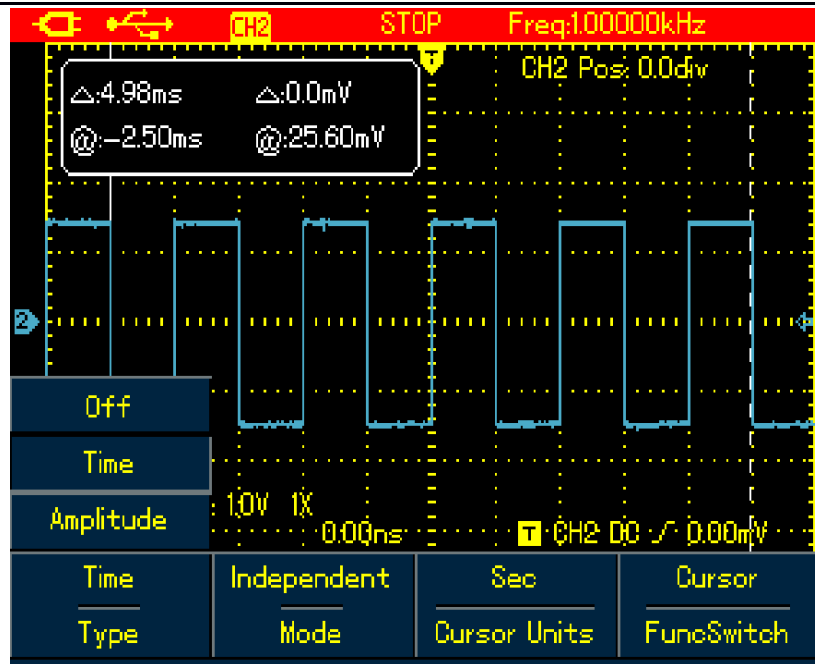 CH2 STOP Freq:1.00000kHz
T
CH2 Pos: 0.0div
△:4.98ms △:0.0mV
@:−2.50ms @:25.60mV
2
Off
Time
Amplitude
: 1.0V 1X
0.00ns T CH2 DC 0.00mV
Time Independent Sec Cursor
Type Mode Cursor Units FuncSwitch